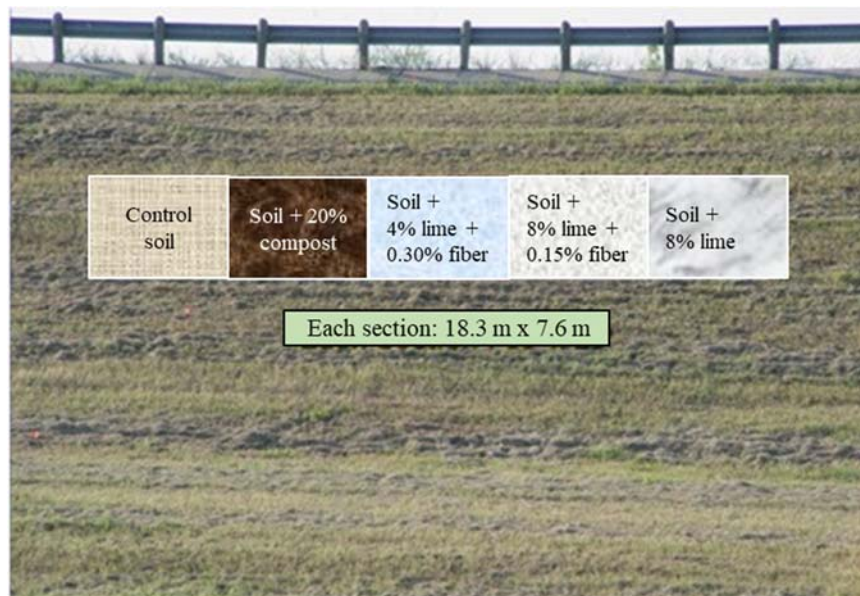 Control
soil
Soil + 20%
compost
Soil +
4% lime +
0.30% fiber
Soil +
8% lime +
0.15% fiber
Soil +
8% lime
Each section: 18.3 m x 7.6 m